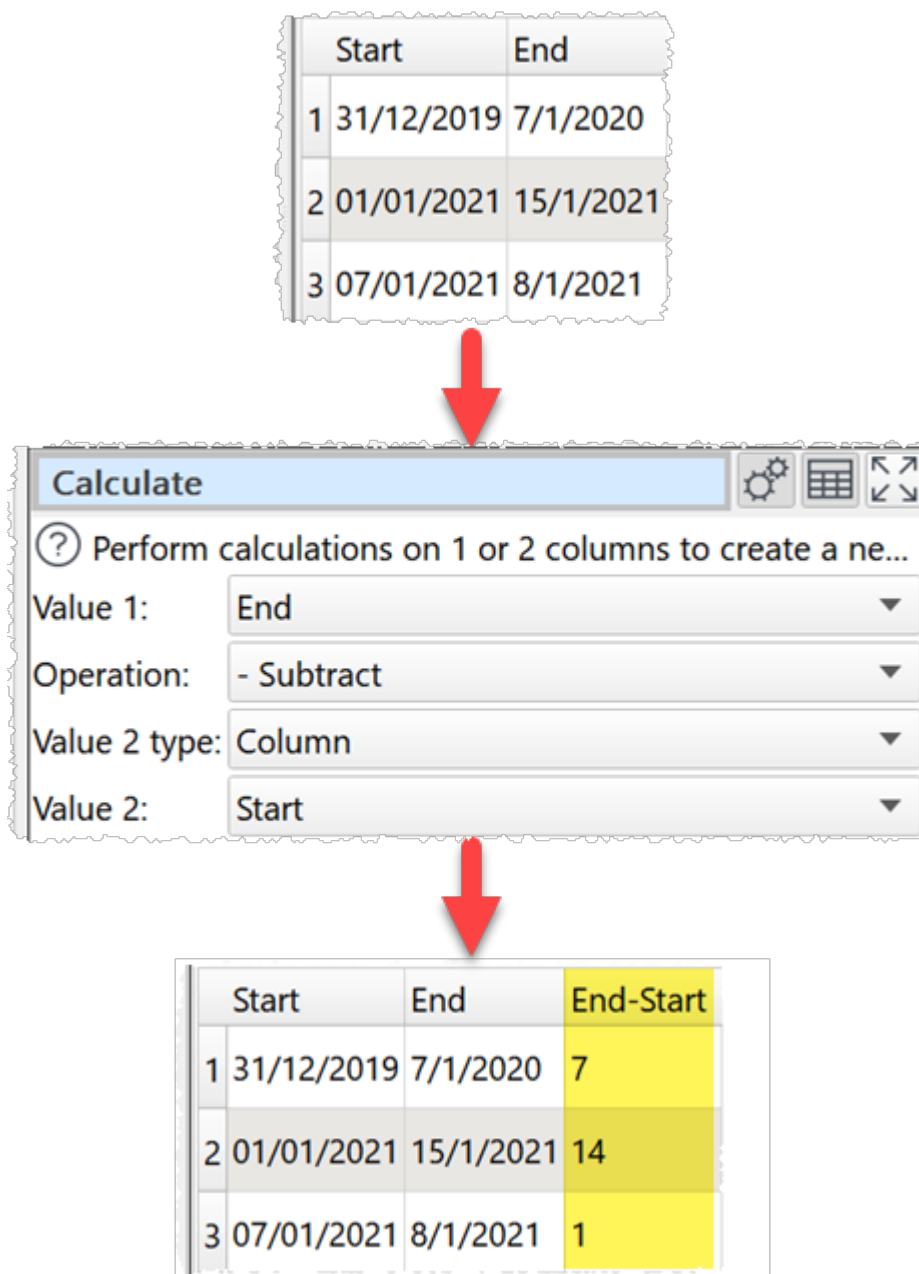 Start End
1 31/12/2019 7/1/2020
2 01/01/2021 15/1/2021
3 07/01/2021 8/1/2021
Calculate
? Perform calculations on 1 or 2 columns to create a ne...
Value 1: End
Operation: - Subtract
Value 2 type: Column
Value 2: Start
Start End End-Start
1 31/12/2019 7/1/2020 7
2 01/01/2021 15/1/2021 14
3 07/01/2021 8/1/2021 1